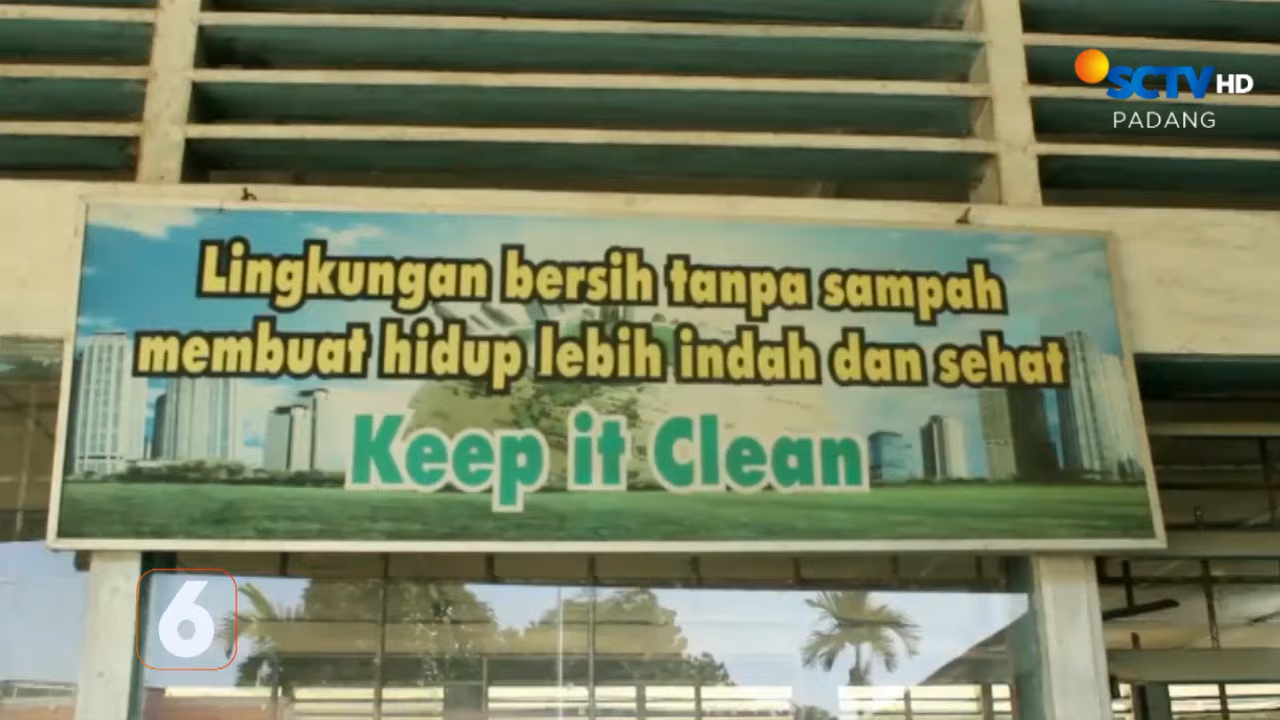 SCTV HD
PADANG
Lingkungan bersih tanpa sampah
membuat hidup lebih indah dan sehat
Keep it Clean
6